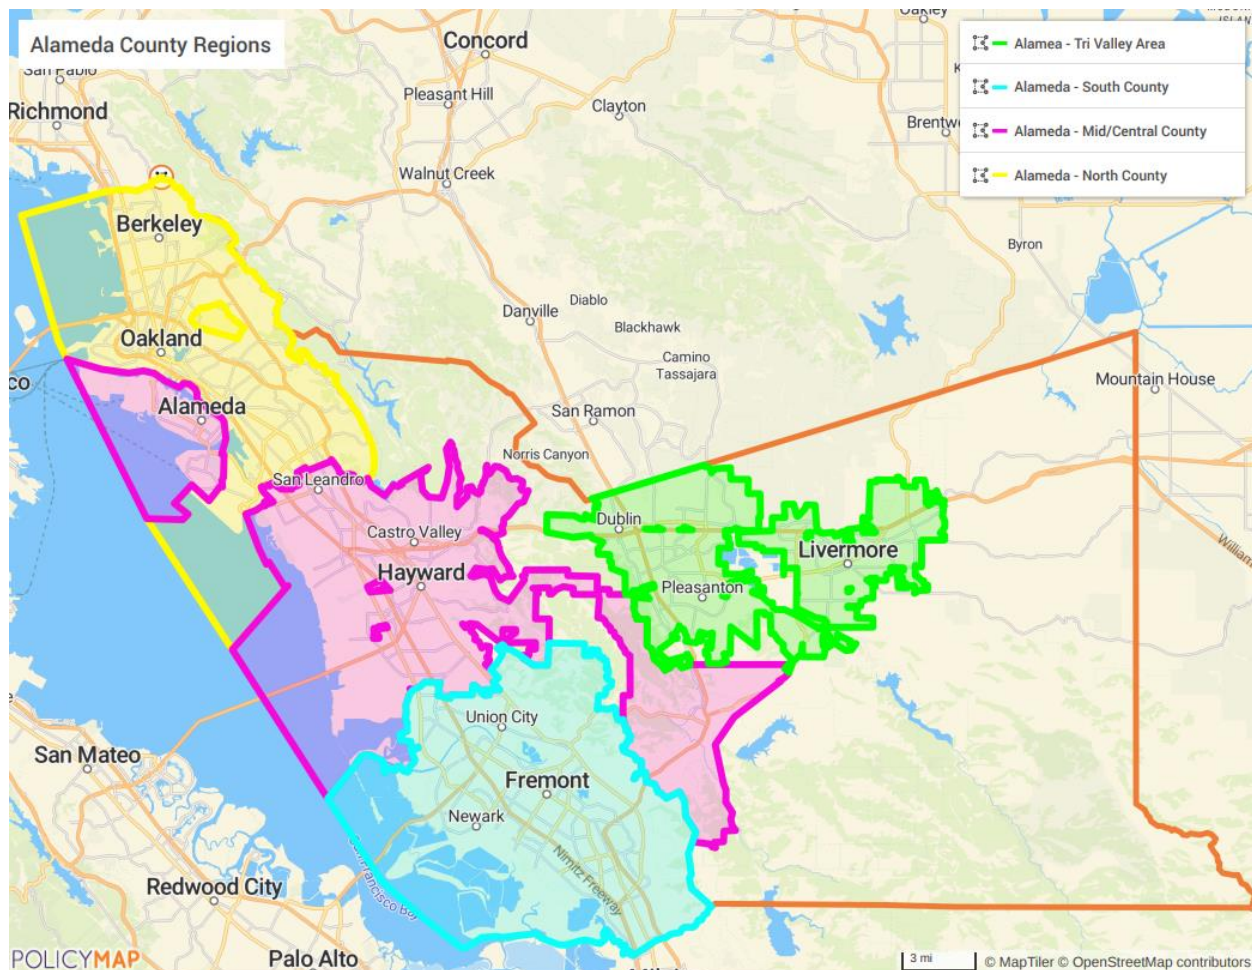 Alameda County Regions
Alamea - Tri Valley Area
Alameda - South County
Alameda - Mid/Central County
Alameda - North County
Concord
San Pablo
Richmond
Pleasant Hill
Clayton
Oakley
Walnut Creek
Berkeley
Byron
Danville
Diablo
Blackhawk
Oakland
Camino
Tassajara
Mountain House
Alameda
San Ramon
Norris Canyon
San Leandro
Dublin
Castro Valley
Livermore
Hayward
Pleasanton
Union City
San Mateo
Fremont
Newark
Nimitz Freeway
Redwood City
Palo Alto
POLICYMAP
3 mi
© MapTiler © OpenStreetMap contributors